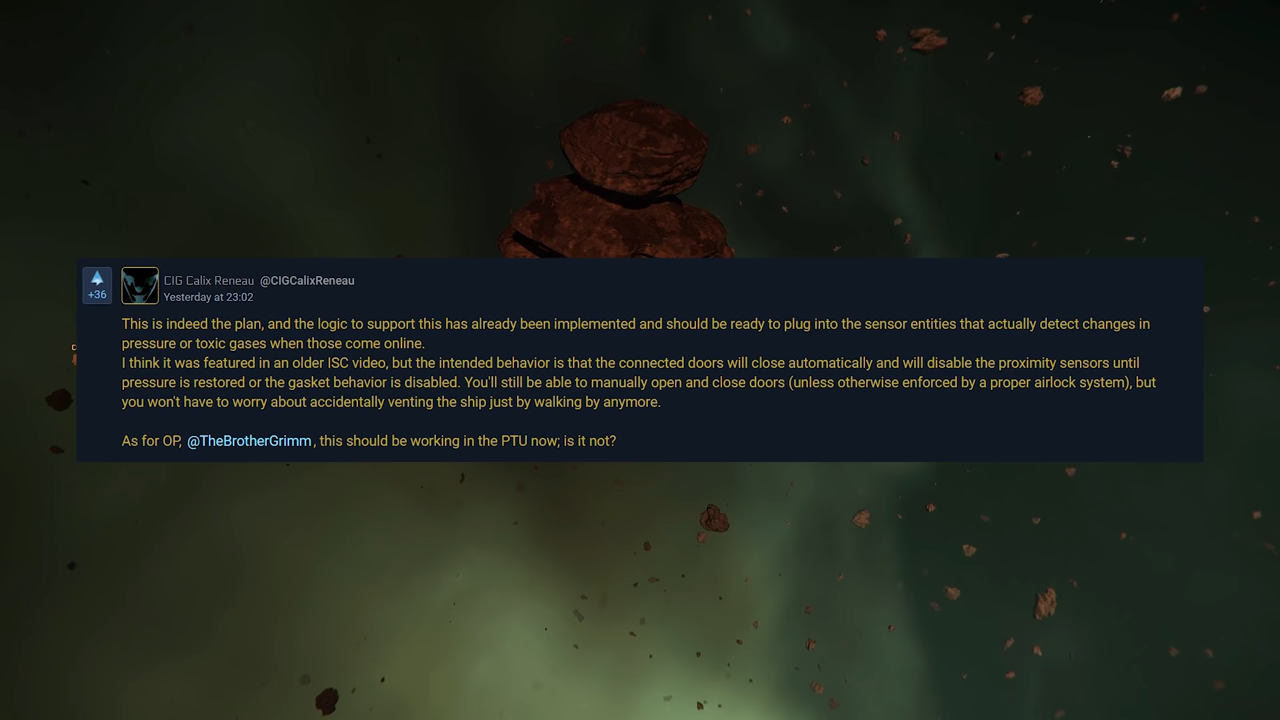 CIG Calix Reneau @CIGCalixReneau
+36
Yesterday at 23:02
This is indeed the plan, and the logic to support this has already been implemented and should be ready to plug into the sensor entities that actually detect changes in
pressure or toxic gases when those come online.
I think it was featured in an older ISC video, but the intended behavior is that the connected doors will close automatically and will disable the proximity sensors until
pressure is restored or the gasket behavior is disabled. You'll still be able to manually open and close doors (unless otherwise enforced by a proper airlock system), but
you won't have to worry about accidentally venting the ship just by walking by anymore.
As for OP, @TheBrotherGrimm, this should be working in the PTU now; is it not?